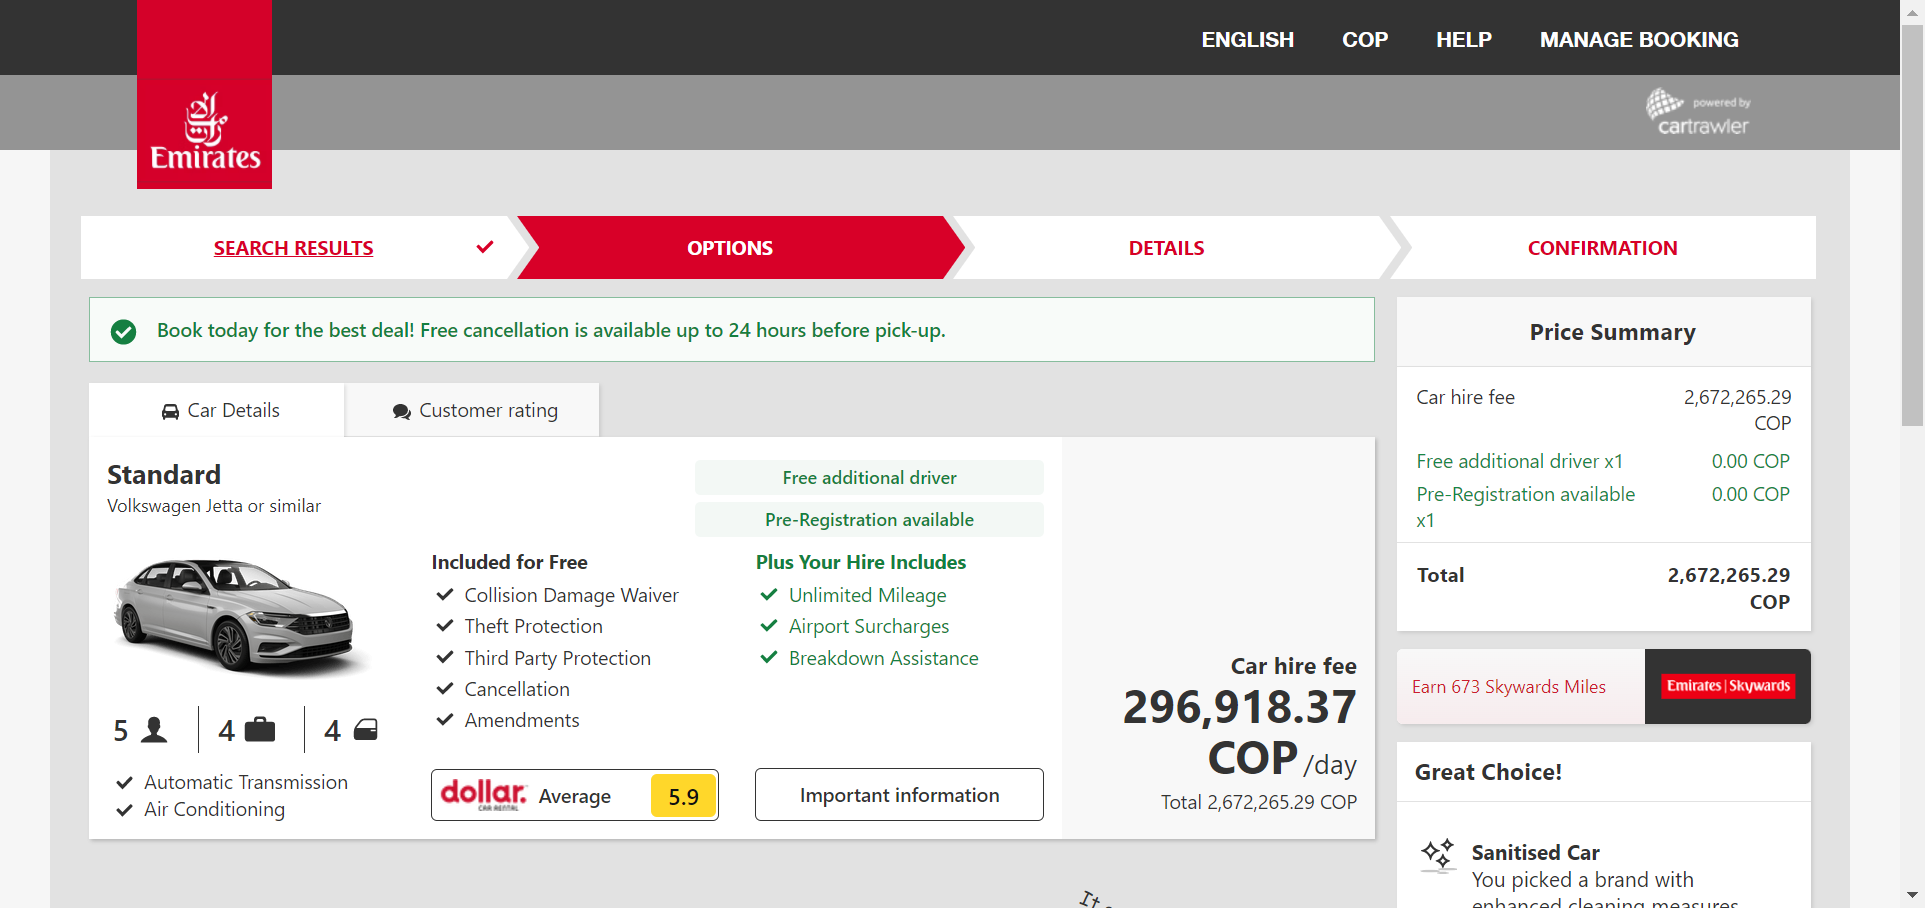 ENGLISH COP HELP MANAGE BOOKING
powered by
cartrawler
Emirates
SEARCH RESULTS OPTIONS DETAILS CONFIRMATION
Book today for the best deal! Free cancellation is available up to 24 hours before pick-up.
Car Details Customer rating
Standard
Volkswagen Jetta or similar
Free additional driver
Pre-Registration available
Included for Free
Collision Damage Waiver
Theft Protection
Third Party Protection
Cancellation
Amendments
Plus Your Hire Includes
Unlimited Mileage
Airport Surcharges
Breakdown Assistance
5 4 4
Automatic Transmission
Air Conditioning
dollar.
CAR RENTAL
Average 5.9
Important information
Car hire fee
296,918.37
COP /day
Total 2,672,265.29 COP
Price Summary
Car hire fee 2,672,265.29
COP
Free additional driver x1 0.00 COP
Pre-Registration available 0.00 COP
x1
Total 2,672,265.29
COP
Earn 673 Skywards Miles
Emirates | Skywards
Great Choice!
Sanitised Car
You picked a brand with
enhanced cleaning measures
It